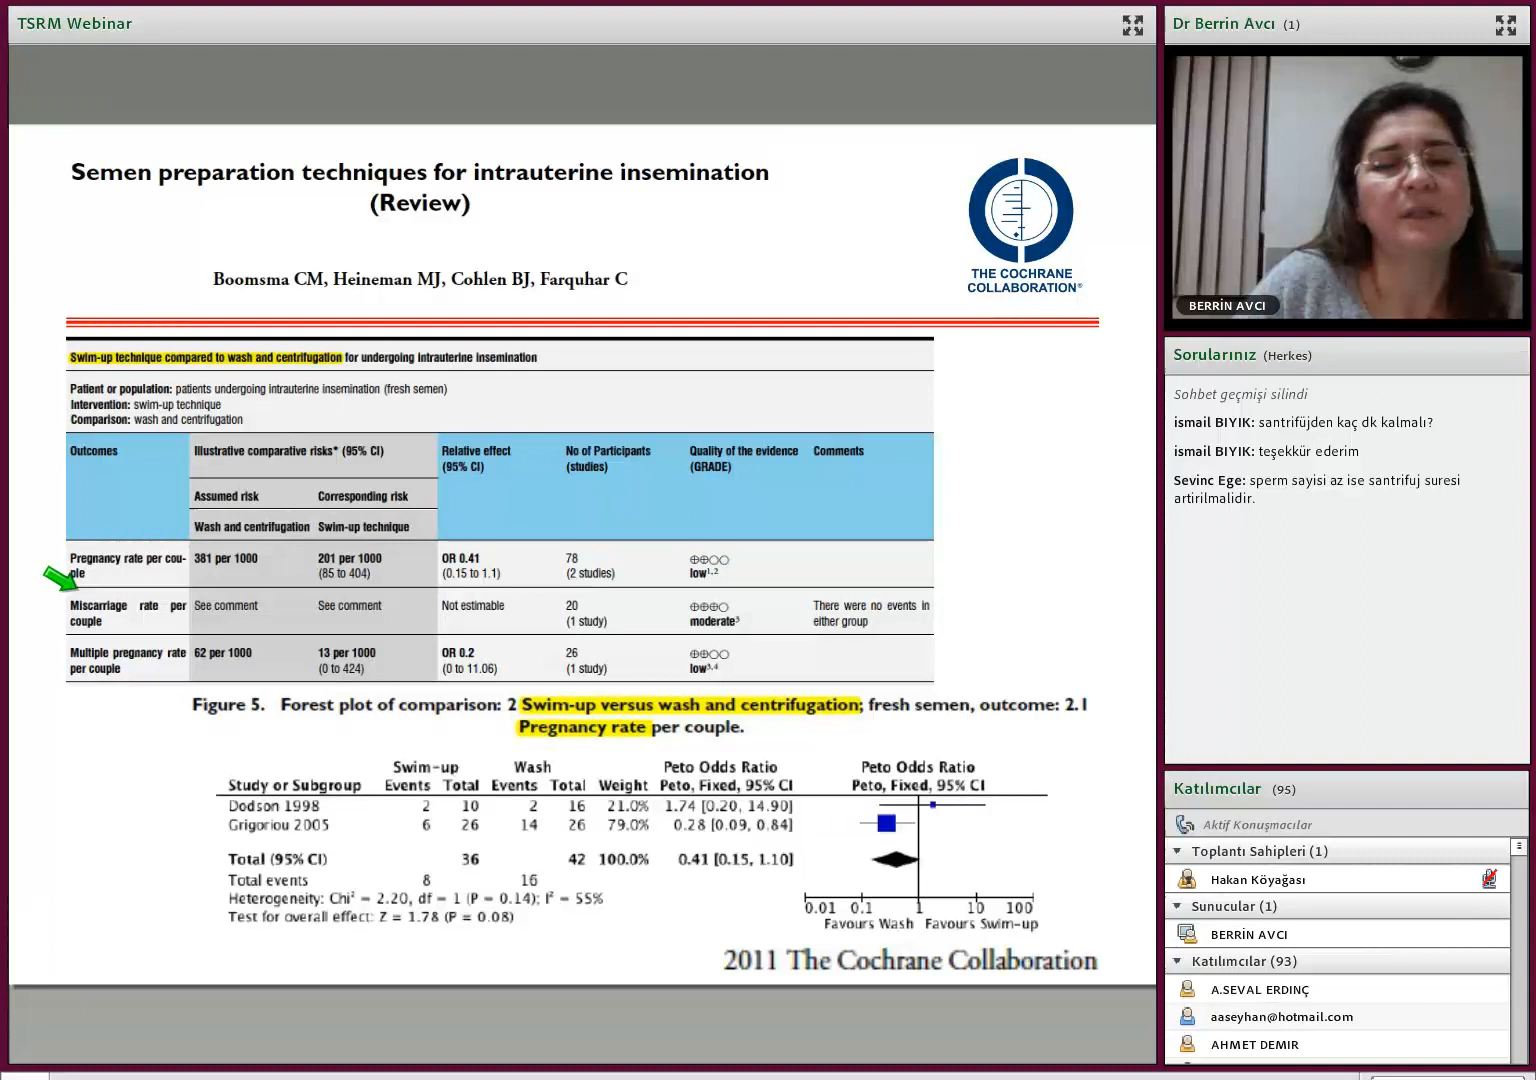 TSRM Webinar
Semen preparation techniques for intrauterine insemination
(Review)
THE COCHRANE
COLLABORATION®
Boomsma CM, Heineman MJ, Cohlen BJ, Farquhar C
Swim-up technique compared to wash and centrifugation for undergoing intrauterine insemination
Patient or population: patients undergoing intrauterine insemination (fresh semen)
Intervention: swim-up technique
Comparison: wash and centrifugation
Outcomes Illustrative comparative risks* (95% CI) Relative effect (95% CI) No of Participants (studies) Quality of the evidence (GRADE) Comments
Assumed risk Corresponding risk
Wash and centrifugation Swim-up technique
Pregnancy rate per cou- 381 per 1000 201 per 1000 OR 0.41 78 ⊕⊕○○
ple (85 to 404) (0.15 to 1.1) (2 studies) low1,2
Miscarriage rate per See comment See comment Not estimable 20 ⊕⊕⊕○ There were no events in
couple (1 study) moderate3 either group
Multiple pregnancy rate 62 per 1000 13 per 1000 OR 0.2 26 ⊕⊕○○
per couple (0 to 424) (0 to 11.06) (1 study) low3,4
Figure 5. Forest plot of comparison: 2 Swim-up versus wash and centrifugation; fresh semen, outcome: 2.1
Pregnancy rate per couple.
Swim-up Wash Peto Odds Ratio Peto Odds Ratio
Study or Subgroup Events Total Events Total Weight Peto, Fixed, 95% CI Peto, Fixed, 95% CI
Dodson 1998 2 10 2 16 21.0% 1.74 [0.20, 14.90]
Grigoriou 2005 6 26 14 26 79.0% 0.28 [0.09, 0.84]
Total (95% CI) 36 42 100.0% 0.41 [0.15, 1.10]
Total events 8 16
Heterogeneity: Chi² = 2.20, df = 1 (P = 0.14); I² = 55%
Test for overall effect: Z = 1.78 (P = 0.08)
0.01 0.1 1 10 100
Favours Wash Favours Swim-up
2011 The Cochrane Collaboration
Dr Berrin Avcı (1)
BERRİN AVCI
Sorularınız (Herkes)
Sohbet geçmişi silindi
ismail BIYIK: santrifüjden kaç dk kalmalı?
ismail BIYIK: teşekkür ederim
Sevinc Ege: sperm sayisi az ise santrifuj suresi
artirilmalidir.
Katılımcılar (95)
Aktif Konuşmacılar
Toplantı Sahipleri (1)
Hakan Köyağası
Sunucular (1)
BERRİN AVCI
Katılımcılar (93)
A.SEVAL ERDINÇ
aaseyhan@hotmail.com
AHMET DEMIR